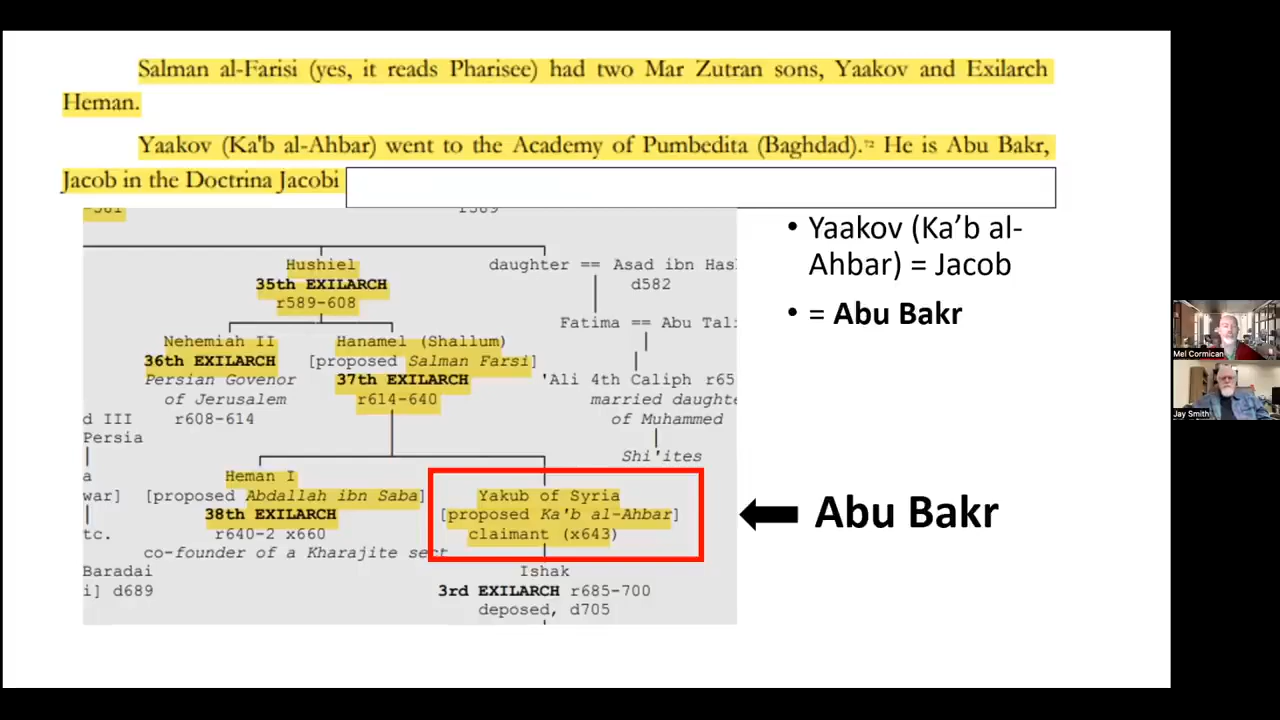 Salman al-Farisi (yes, it reads Pharisee) had two Mar Zutran sons, Yaakov and Exilarch
Heman.
Yaakov (Ka'b al-Ahbar) went to the Academy of Pumbedita (Baghdad).⁷² He is Abu Bakr,
Jacob in the Doctrina Jacobi
Hushiel
35th EXILARCH
r589-608
daughter == Asad ibn Has
d582
Fatima == Abu Tali
Nehemiah II
36th EXILARCH
Persian Govenor
of Jerusalem
r608-614
Hanamel (Shallum)
[proposed Salman Farsi]
37th EXILARCH
r614-640
'Ali 4th Caliph r65
married daughte
of Muhammed
Shi'ites
d III
Persia
a
war]
tc.
Baradai
i] d689
Heman I
[proposed Abdallah ibn Saba]
38th EXILARCH
r640-2 x660
co-founder of a Kharajite sect
Yakub of Syria
[proposed Ka'b al-Ahbar]
claimant (x643)
Ishak
3rd EXILARCH r685-700
deposed, d705
• Yaakov (Ka’b al-
Ahbar) = Jacob
• = Abu Bakr
Abu Bakr
Mel Cormican
Jay Smith